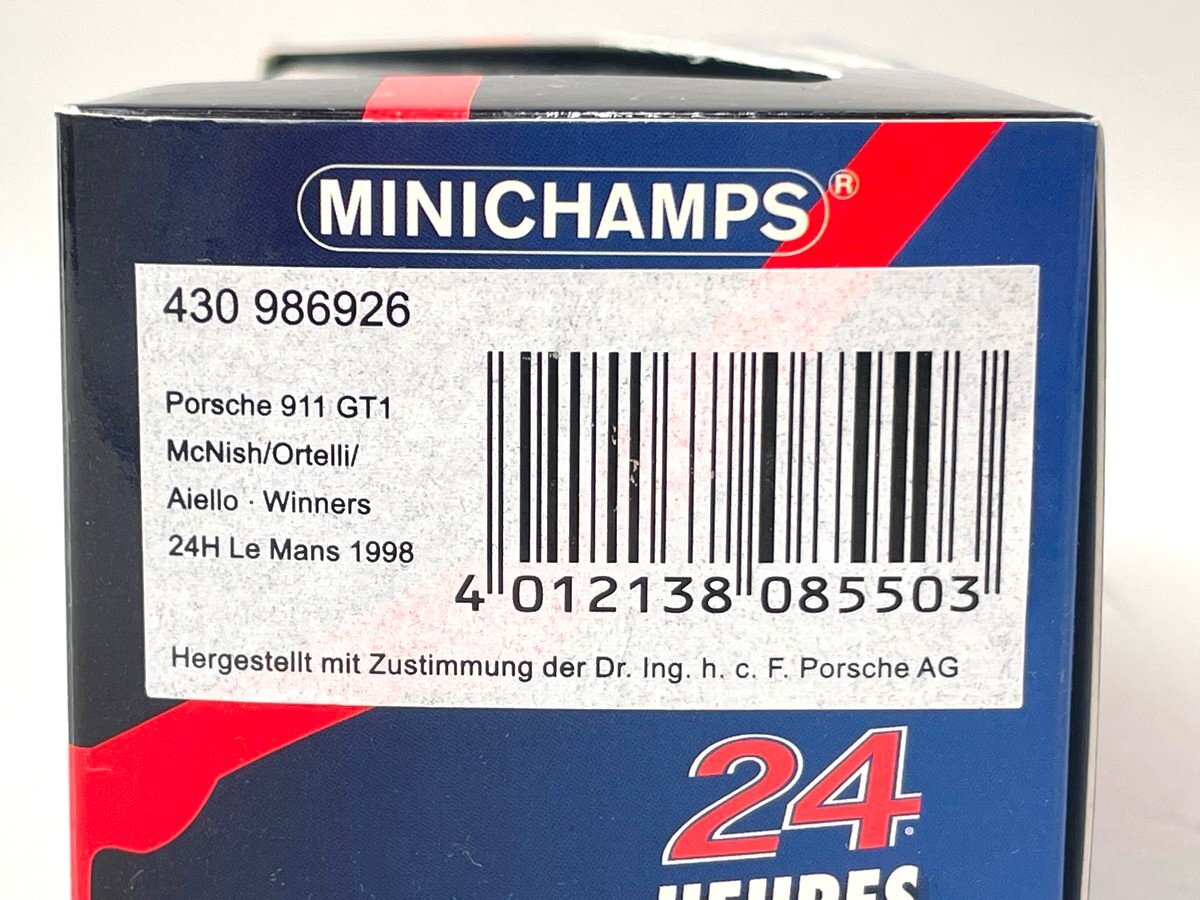 MINICHAMPS®
430 986926
Porsche 911 GT1
McNish/Ortelli/
Aiello · Winners
24H Le Mans 1998
4 012138 085503
Hergestellt mit Zustimmung der Dr. Ing. h. c. F. Porsche AG
24
HEURES